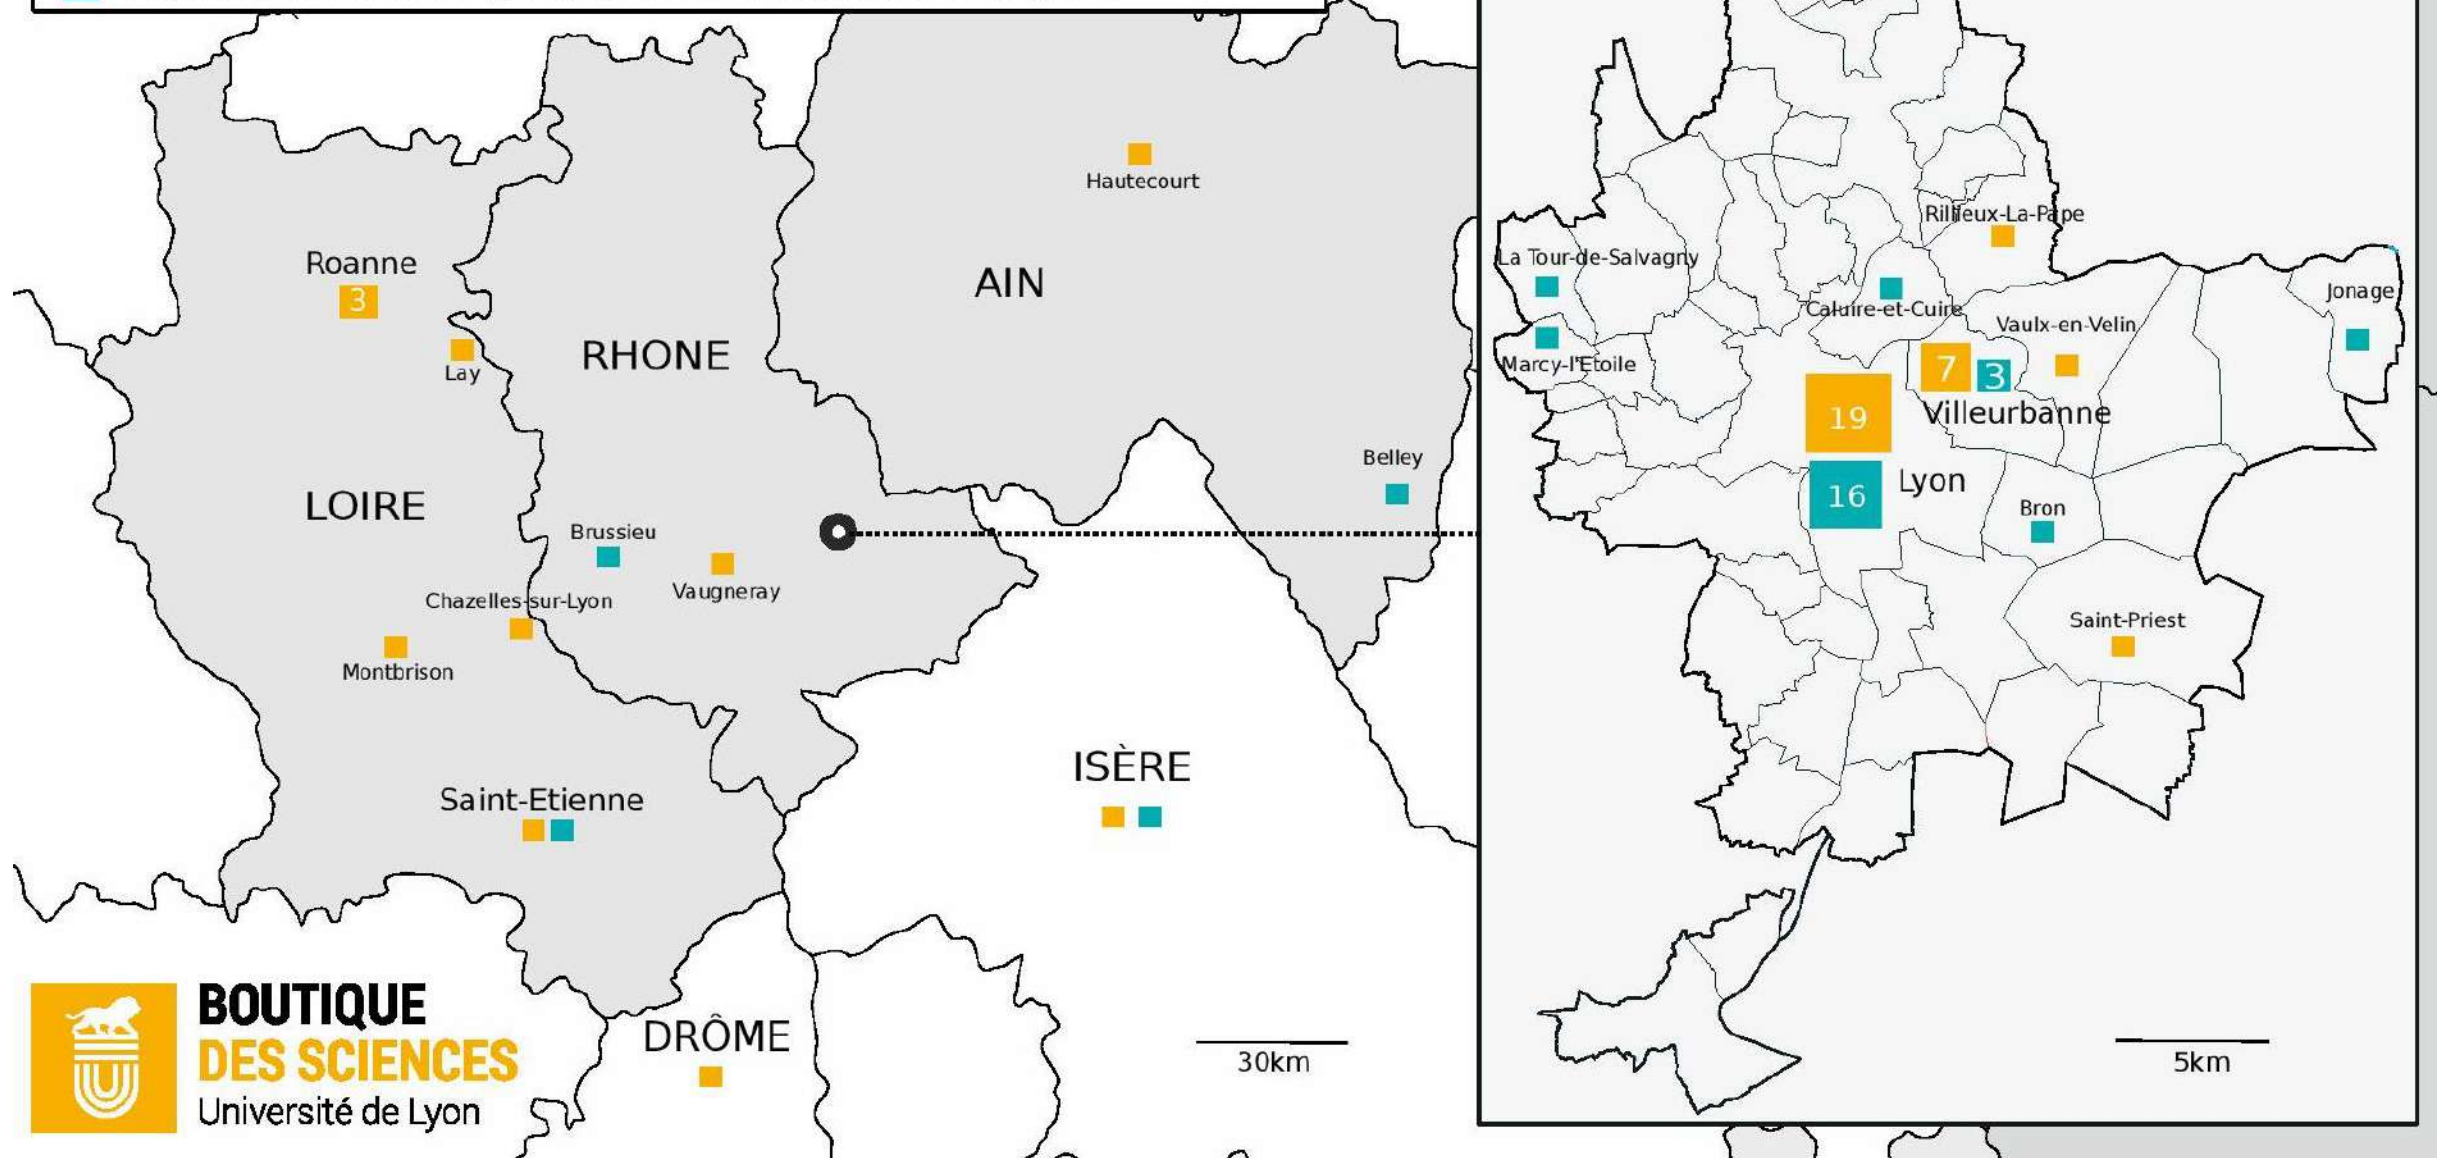 Hautecourt
Roanne
3
AIN
Lay
RHONE
Belley
LOIRE
Brussieu
Vaugneray
Chazelles-sur-Lyon
Montbrison
ISÈRE
Saint-Etienne
DRÔME
30km
BOUTIQUE
DES SCIENCES
Université de Lyon
Rillieux-La-Pape
La Tour-de-Salvagny
Jonage
Caluire-et-Cuire
Vaulx-en-Velin
Marcy-l'Etoile
7
3
19
Villeurbanne
16
Lyon
Bron
Saint-Priest
5km